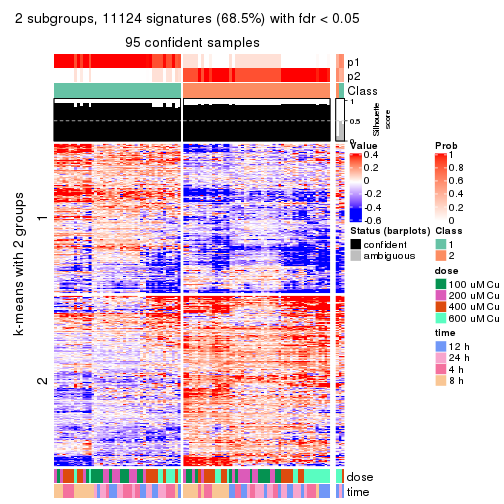 2 subgroups, 11124 signatures (68.5%) with fdr < 0.05
95 confident samples
p1
p2
Class
1
0.5
0
Silhouette
score
k-means with 2 groups
1
2
dose
time
Value
0.4
0.2
0
-0.2
-0.4
-0.6
Prob
1
0.8
0.6
0.4
0.2
0
Status (barplots)
confident
ambiguous
Class
1
2
dose
100 uM Cu
200 uM Cu
400 uM Cu
600 uM Cu
time
12 h
24 h
4 h
8 h